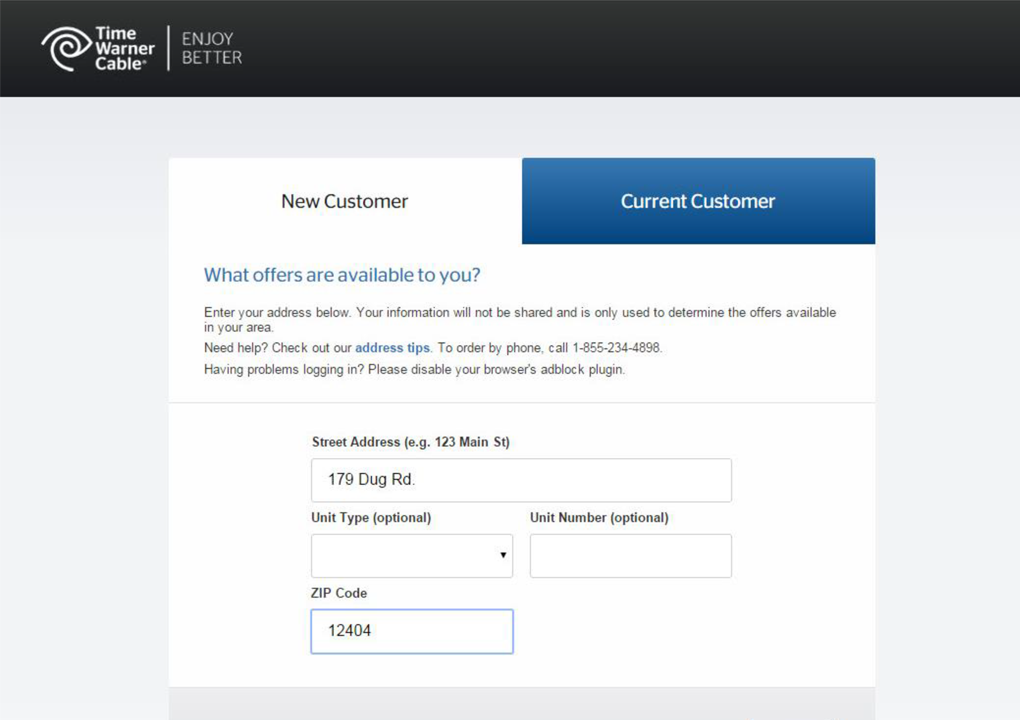 Time
Warner
Cable®
ENJOY
BETTER
New Customer
Current Customer
What offers are available to you?
Enter your address below. Your information will not be shared and is only used to determine the offers available
in your area.
Need help? Check out our address tips. To order by phone, call 1-855-234-4898.
Having problems logging in? Please disable your browser's adblock plugin.
Street Address (e.g. 123 Main St)
179 Dug Rd.
Unit Type (optional)
Unit Number (optional)
ZIP Code
12404